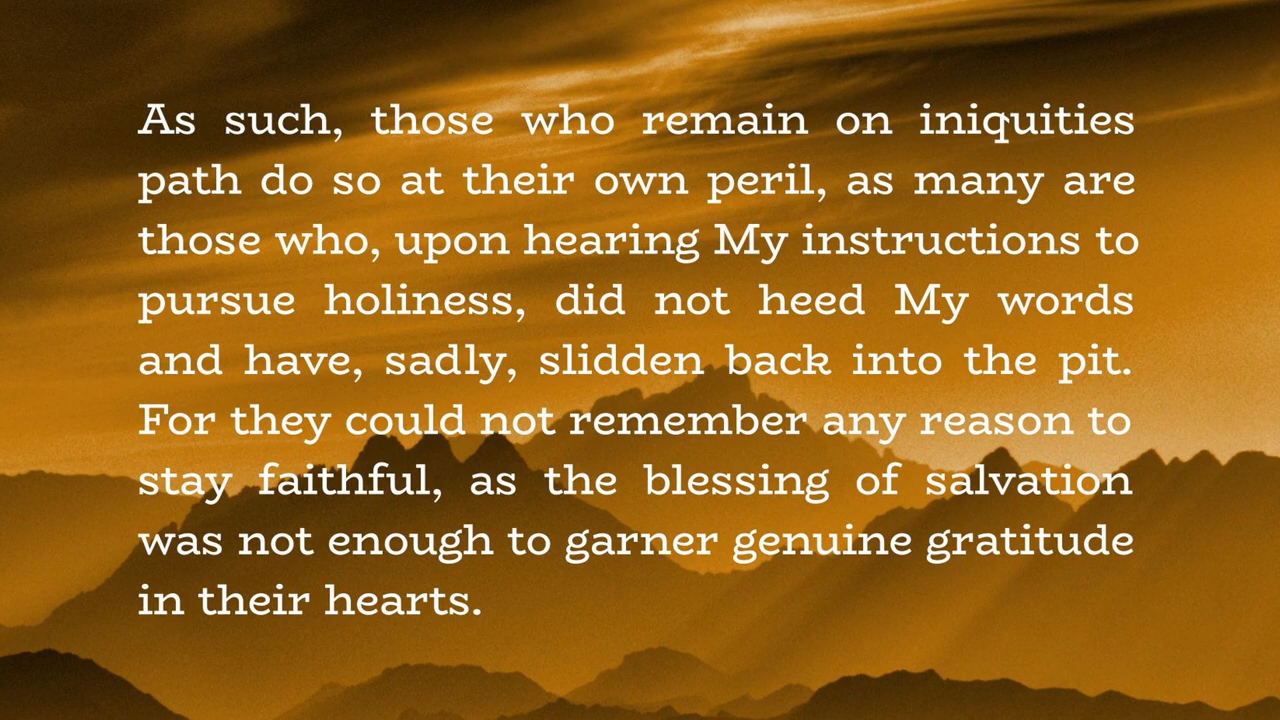 As such, those who remain on iniquities
path do so at their own peril, as many are
those who, upon hearing My instructions to
pursue holiness, did not heed My words
and have, sadly, slidden back into the pit.
For they could not remember any reason to
stay faithful, as the blessing of salvation
was not enough to garner genuine gratitude
in their hearts.